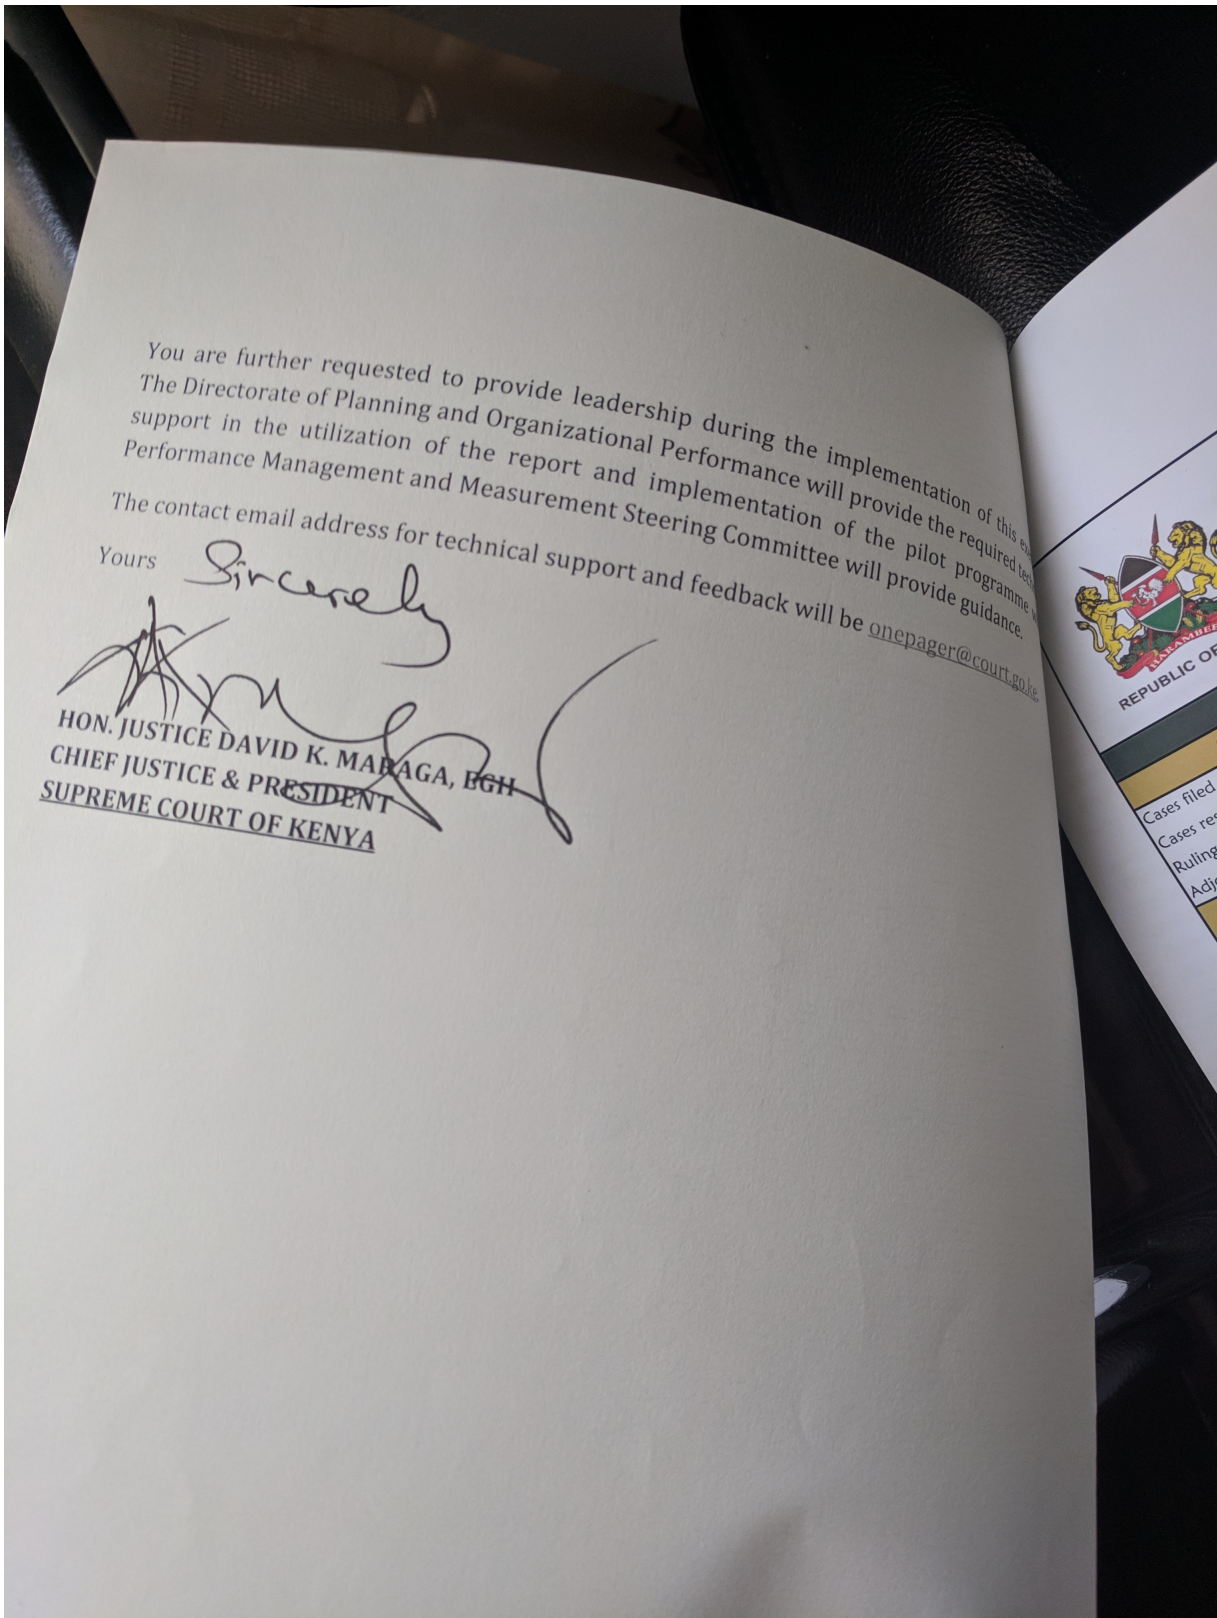 You are further requested to provide leadership during the implementation of this
The Directorate of Planning and Organizational Performance will provide the required
support in the utilization of the report and implementation of the pilot programme
Performance Management and Measurement Steering Committee will provide guidance.
The contact email address for technical support and feedback will be onepager@court.go.ke
Yours Sincerely
HON. JUSTICE DAVID K. MARAGA, EGH
CHIEF JUSTICE & PRESIDENT
SUPREME COURT OF KENYA
HARAMBEE
REPUBLIC OF
Cases filed
Cases